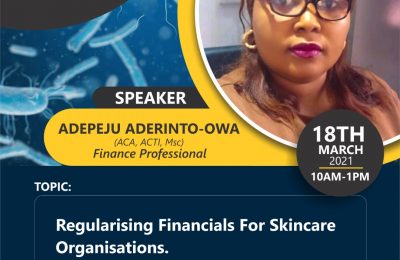 SPEAKER
ADEPEJU ADERINTO-OWA
(ACA, ACTI, Msc)
Finance Professional
18TH
MARCH
2021
10AM-1PM
TOPIC:
Regularising Financials For Skincare
Organisations.